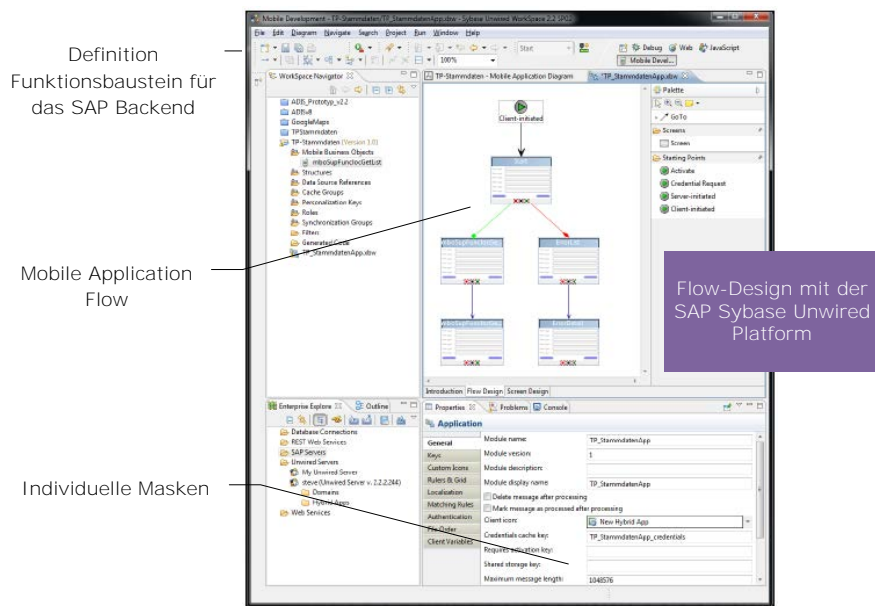 Mobile Development - TP-Stammdaten/TP_StammdatenApp.xbw - Sybase Unwired WorkSpace 2.2 SP02
File Edit Diagram Navigate Search Project Run Window Help
Start
Debug Web JavaScript
100%
Mobile Devel...
Definition
Funktionsbaustein für
das SAP Backend
WorkSpace Navigator
ADIS_Prototyp_v2.2
ADISv8
GoogleMaps
TPStammdaten
TP-Stammdaten (Version 1.0)
Mobile Business Objects
mboSupFunclocGetList
Structures
Data Source References
Cache Groups
Personalization Keys
Roles
Synchronization Groups
Filters
Generated Code
TP_StammdatenApp.xbw
TP-Stammdaten - Mobile Application Diagram
*TP_StammdatenApp.xbw
Client-initiated
Start
mboSupFunclocGe...
ErrorList
mboSupFunclocGe...
ErrorDetail
Palette
GoTo
Screens
Screen
Starting Points
Activate
Credential Request
Server-initiated
Client-initiated
Mobile Application
Flow
Flow-Design mit der
SAP Sybase Unwired
Platform
Introduction Flow Design Screen Design
Enterprise Explore Outline
Database Connections
REST Web Services
SAP Servers
Unwired Servers
My Unwired Server
steve (Unwired Server v. 2.2.2.244)
Domains
Hybrid Apps
Web Services
Individuelle Masken
Properties Problems Console
Application
General
Keys
Custom Icons
Rulers & Grid
Localization
Matching Rules
Authentication
File Order
Client Variables
Module name: TP_StammdatenApp
Module version: 1
Module description:
Module display name: TP_StammdatenApp
Delete message after processing
Mark message as processed after processing
Client icon: New Hybrid App
Credentials cache key: TP_StammdatenApp_credentials
Requires activation key:
Shared storage key:
Maximum message length: 1048576